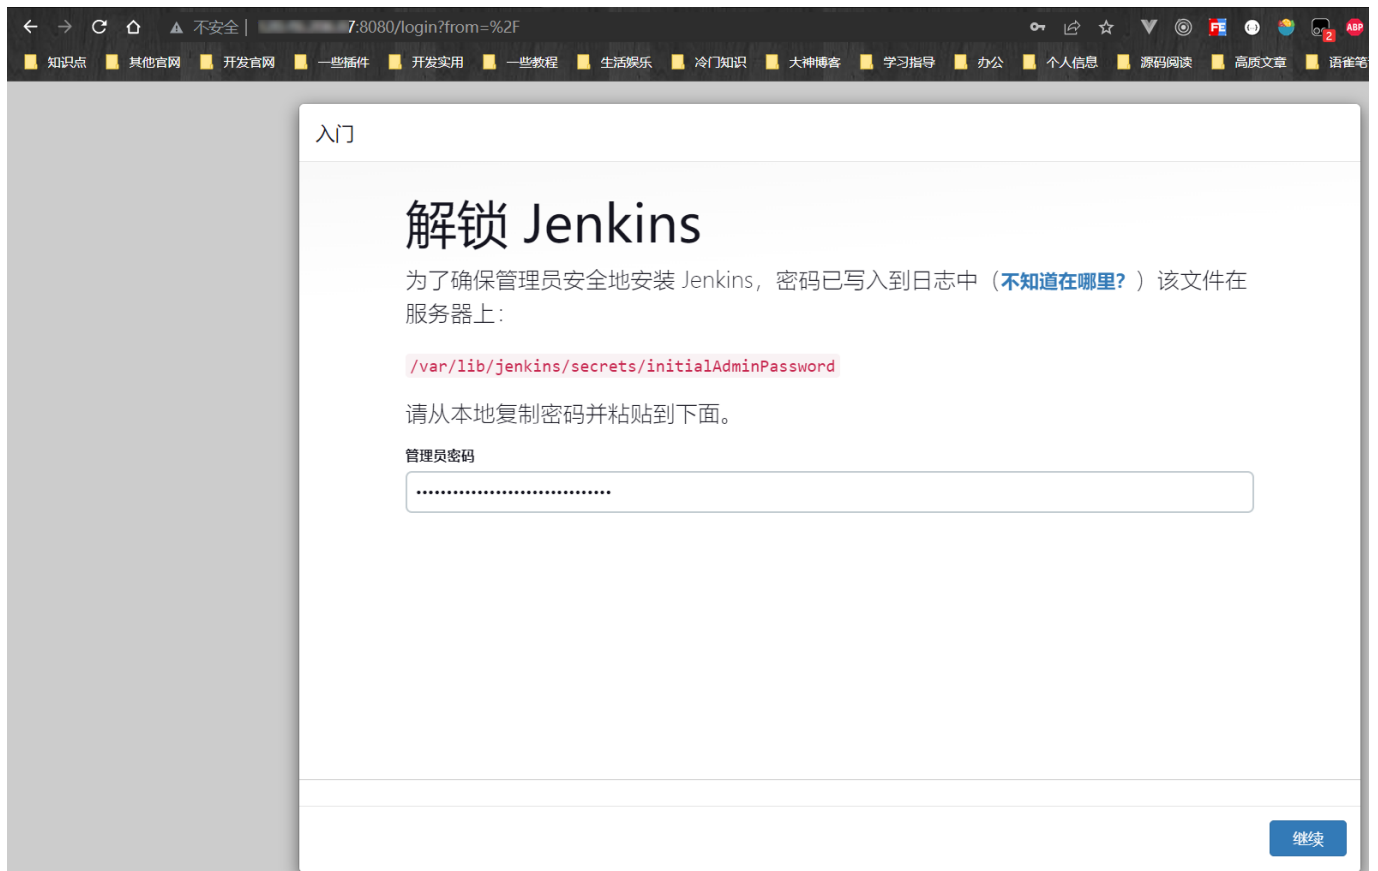 不安全 | 7:8080/login?from=%2F
FE
2
ABP
知识点 其他官网 开发官网 一些插件 开发实用 一些教程 生活娱乐 冷门知识 大神博客 学习指导 办公 个人信息 源码阅读 高质文章 语雀笔
入门
解锁 Jenkins
为了确保管理员安全地安装 Jenkins，密码已写入到日志中（不知道在哪里？）该文件在
服务器上：
/var/lib/jenkins/secrets/initialAdminPassword
请从本地复制密码并粘贴到下面。
管理员密码
••••••••••••••••••••••••••••••••
继续